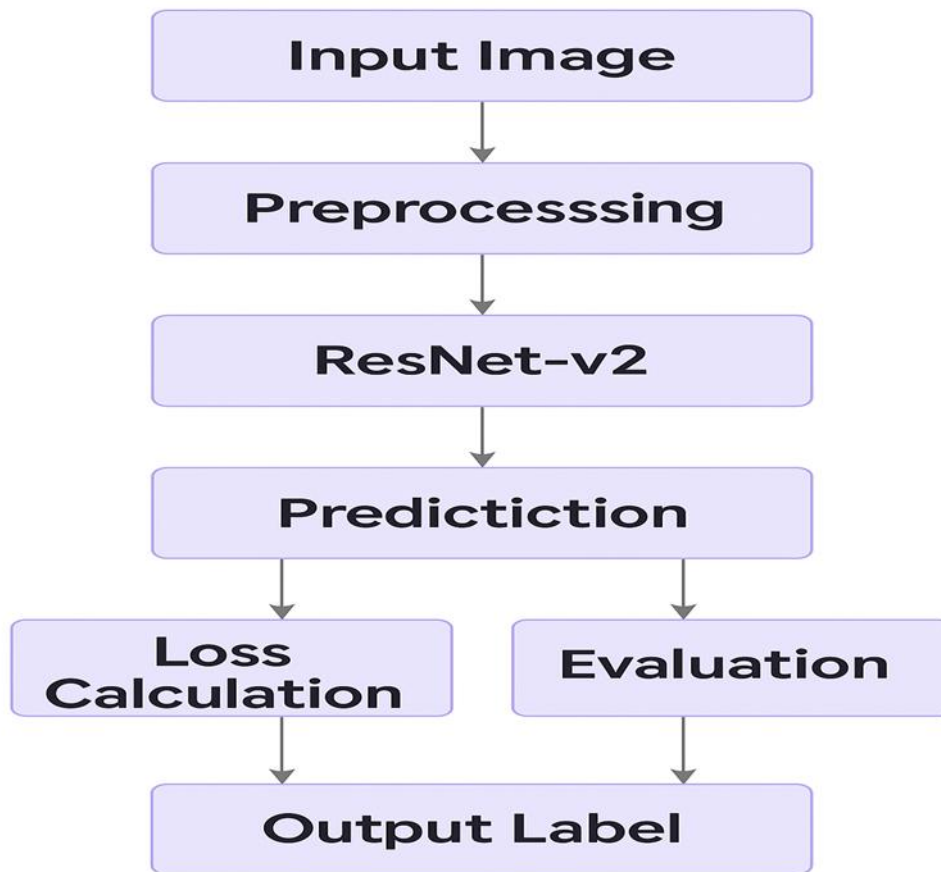 Input Image
Preprocesssing
ResNet-v2
Predictiction
Loss
Calculation
Evaluation
Output Label